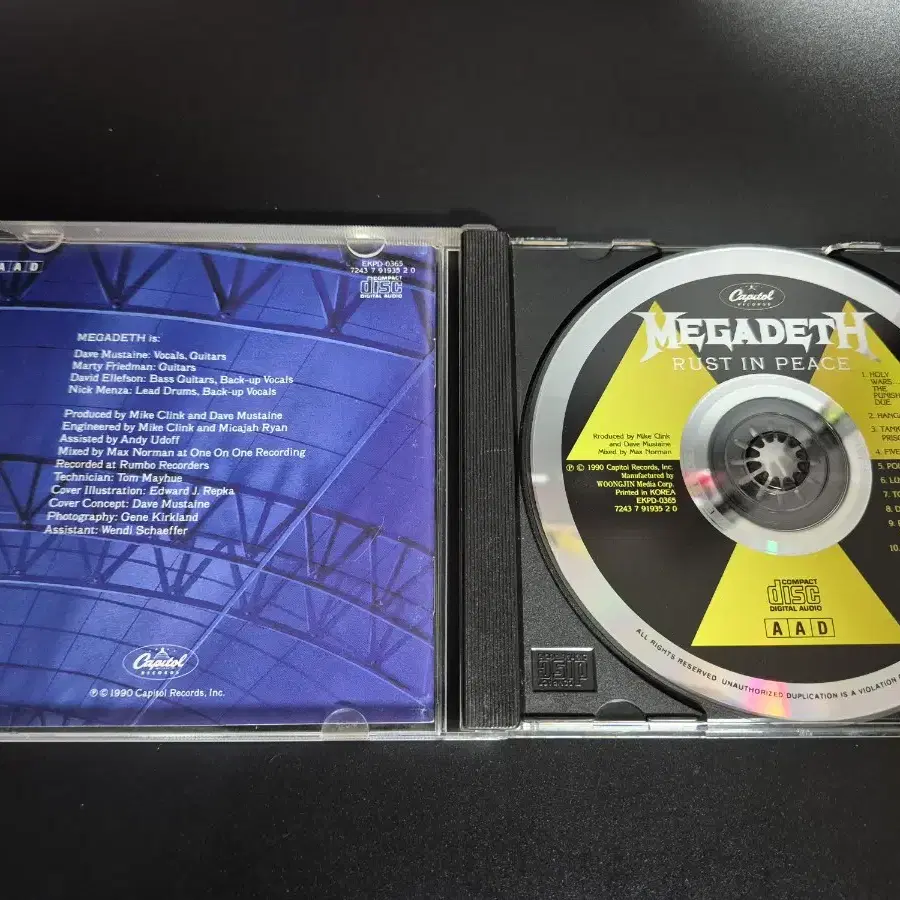 AAD
EKPD-0365
7243 7 91935 2 0
COMPACT
disc
DIGITAL AUDIO
MEGADETH is:
Dave Mustaine: Vocals, Guitars
Marty Friedman: Guitars
David Ellefson: Bass Guitars, Back-up Vocals
Nick Menza: Lead Drums, Back-up Vocals
Produced by Mike Clink and Dave Mustaine
Engineered by Mike Clink and Micajah Ryan
Assisted by Andy Udoff
Mixed by Max Norman at One On One Recording
Recorded at Rumbo Recorders
Technician: Tom Mayhue
Cover Illustration: Edward J. Repka
Cover Concept: Dave Mustaine
Photography: Gene Kirkland
Assistant: Wendi Schaeffer
Capitol
RECORDS
℗ © 1990 Capitol Records, Inc.
Capitol
RECORDS
MEGADETH
RUST IN PEACE
Produced by Mike Clink
and Dave Mustaine
Mixed by Max Norman
℗ © 1990 Capitol Records, Inc.
Manufactured by
WOONGJIN Media Corp.
Printed in KOREA
EKPD-0365
7243 7 91935 2 0
1. HOLY
WARS...
THE
PUNISH
DUE
2. HANGA
3. TANK
PRISO
4. FIVE
5. POI
6. LU
7. TO
8. D
9.
10.
COMPACT
disc
DIGITAL AUDIO
AAD
ALL RIGHTS RESERVED. UNAUTHORIZED DUPLICATION IS A VIOLATION
disc